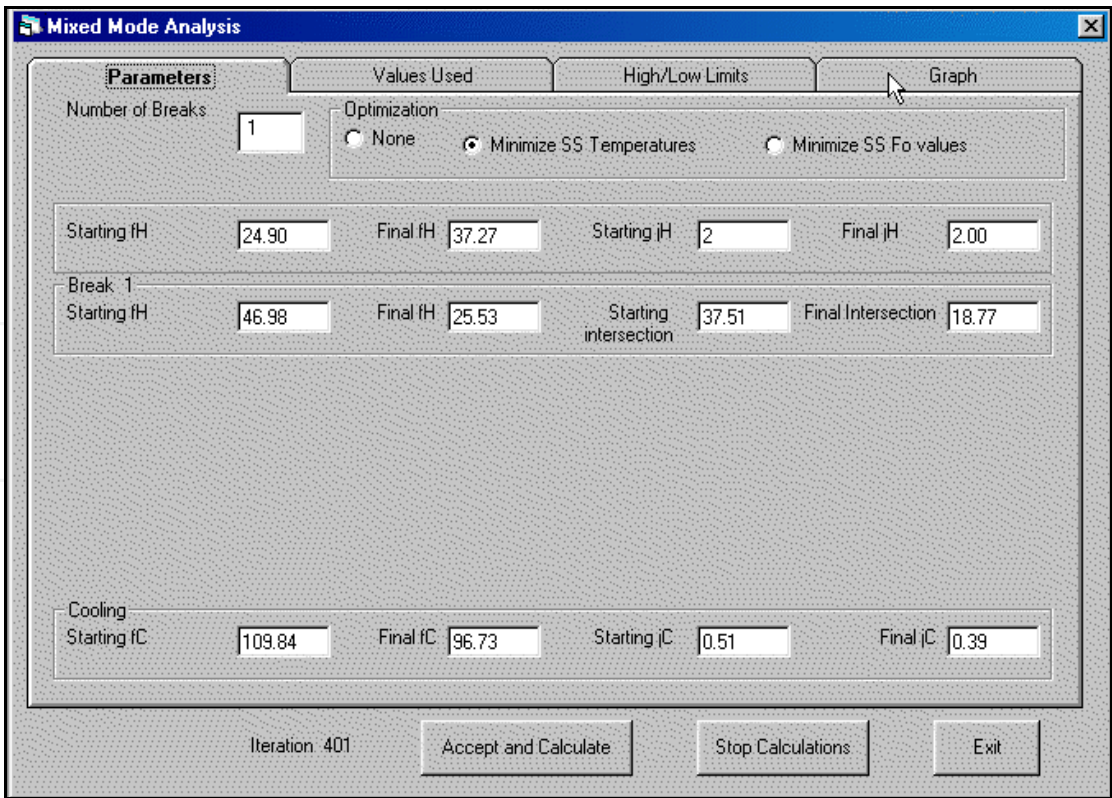 Mixed Mode Analysis
Parameters Values Used High/Low Limits Graph
Number of Breaks 1
Optimization
None Minimize SS Temperatures Minimize SS Fo values
Starting fH 24.90 Final fH 37.27 Starting jH 2 Final jH 2.00
Break 1
Starting fH 46.98 Final fH 25.53 Starting intersection 37.51 Final Intersection 18.77
Cooling
Starting fC 109.84 Final fC 96.73 Starting jC 0.51 Final jC 0.39
Iteration 401 Accept and Calculate Stop Calculations Exit